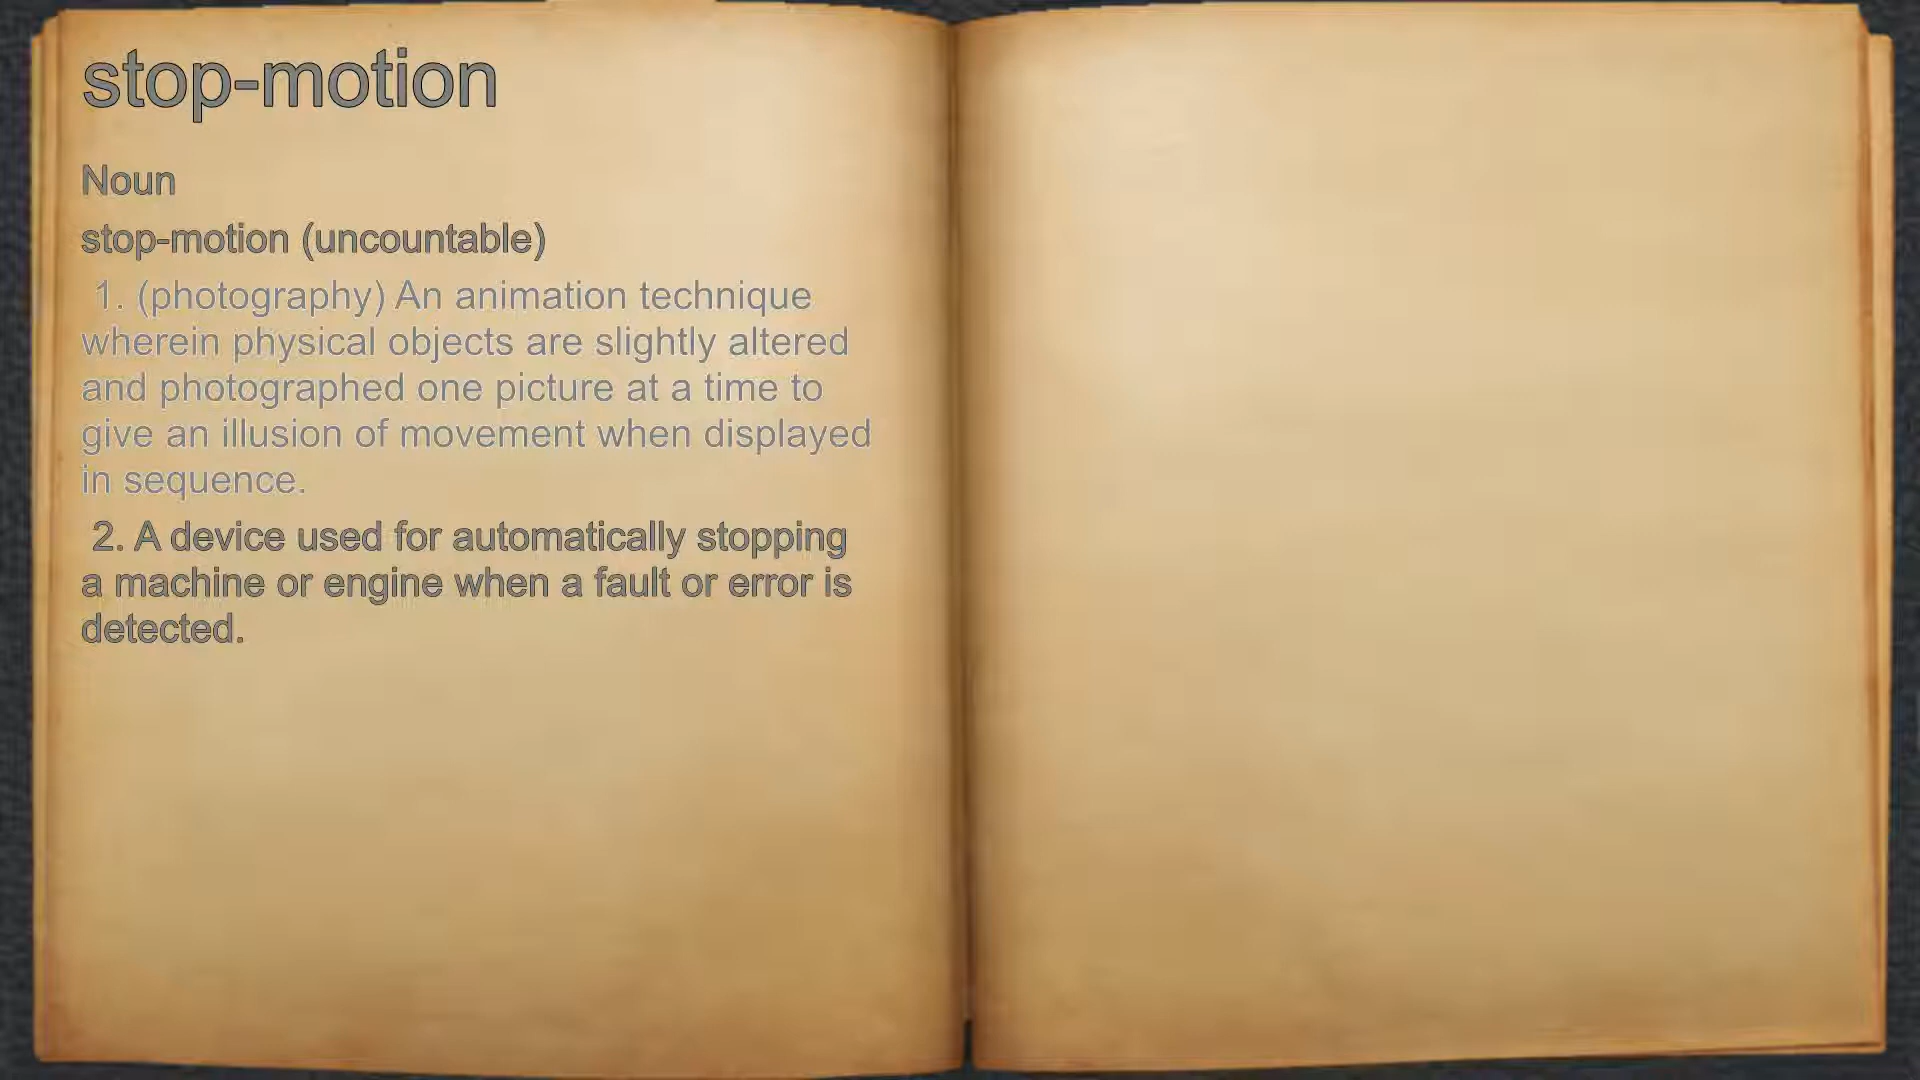 stop-motion
Noun
stop-motion (uncountable)
1. (photography) An animation technique
wherein physical objects are slightly altered
and photographed one picture at a time to
give an illusion of movement when displayed
in sequence.
2. A device used for automatically stopping
a machine or engine when a fault or error is
detected.